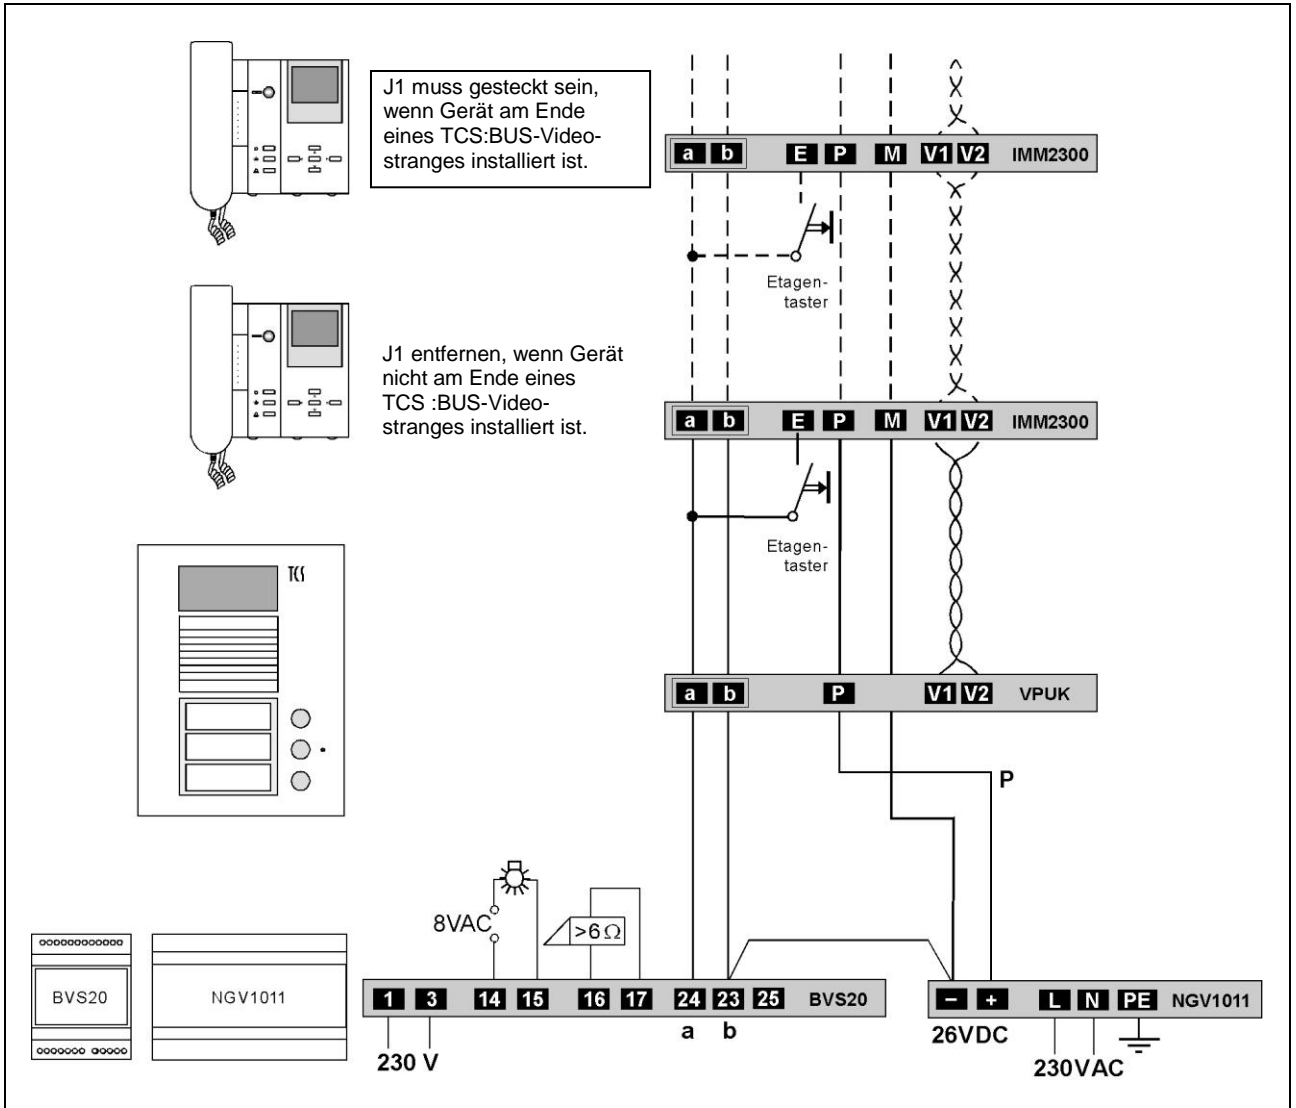 J1 muss gesteckt sein,
wenn Gerät am Ende
eines TCS:BUS-Video-
stranges installiert ist.
a b E P M V1 V2 IMM2300
Etagen-
taster
J1 entfernen, wenn Gerät
nicht am Ende eines
TCS :BUS-Video-
stranges installiert ist.
a b E P M V1 V2 IMM2300
Etagen-
taster
TCS
a b P V1 V2 VPUK
P
8VAC
>6 Ω
BVS20
NGV1011
1 3 14 15 16 17 24 23 25 BVS20
a b
230 V
− + L N PE NGV1011
26VDC
230VAC